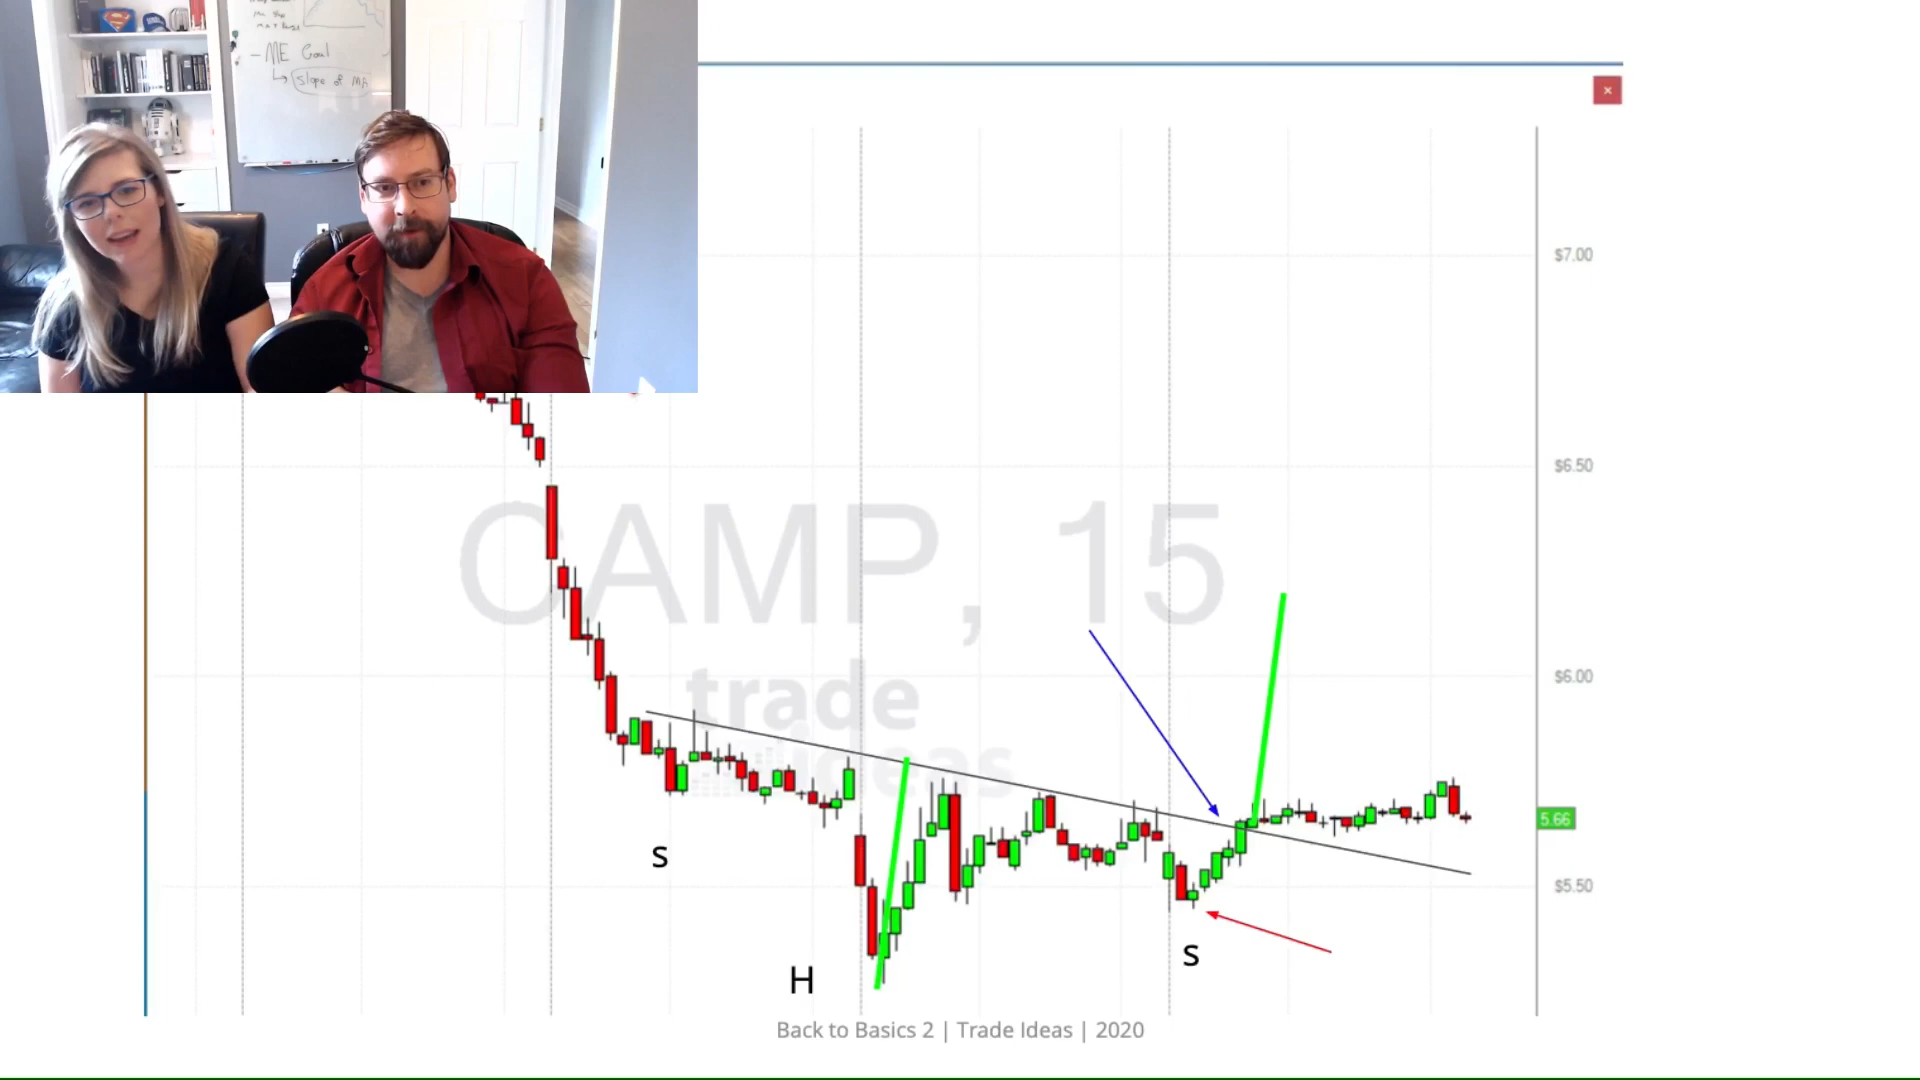 - ME Goal
↳ slope of MA
$7.00
$6.50
CAMP, 15
$6.00
trade
ideas
5.66
S
$5.50
S
H
Back to Basics 2 | Trade Ideas | 2020